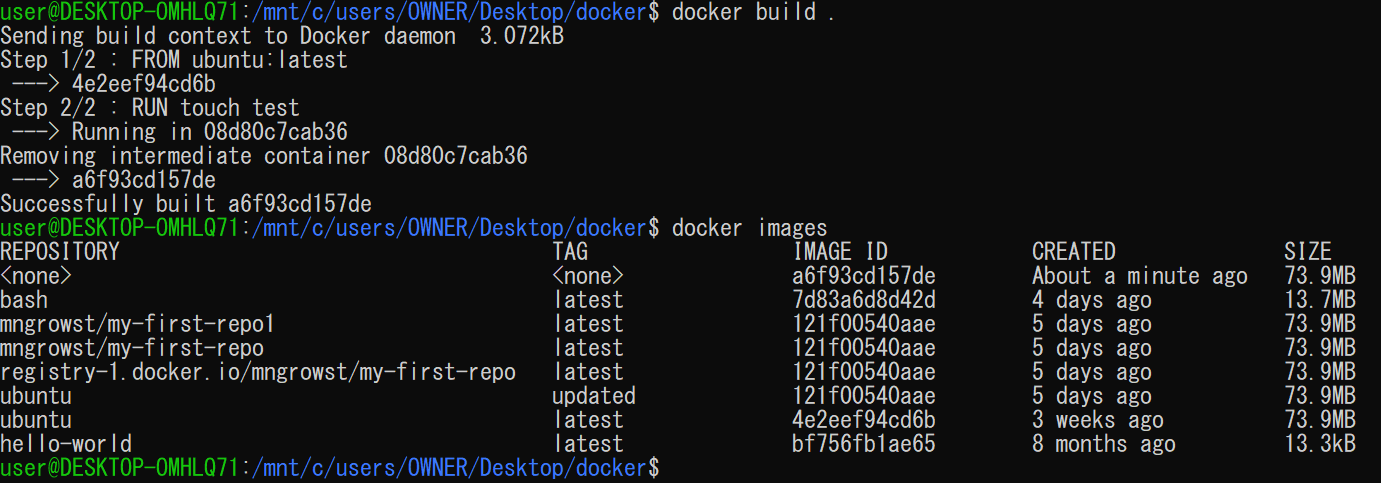 user@DESKTOP-OMHLQ71:/mnt/c/users/OWNER/Desktop/docker$ docker build .
Sending build context to Docker daemon  3.072kB
Step 1/2 : FROM ubuntu:latest
 ---> 4e2eef94cd6b
Step 2/2 : RUN touch test
 ---> Running in 08d80c7cab36
Removing intermediate container 08d80c7cab36
 ---> a6f93cd157de
Successfully built a6f93cd157de
user@DESKTOP-OMHLQ71:/mnt/c/users/OWNER/Desktop/docker$ docker images
REPOSITORY                                    TAG                 IMAGE ID            CREATED              SIZE
<none>                                        <none>              a6f93cd157de        About a minute ago   73.9MB
bash                                          latest              7d83a6d8d42d        4 days ago           13.7MB
mngrowst/my-first-repo1                       latest              121f00540aae        5 days ago           73.9MB
mngrowst/my-first-repo                        latest              121f00540aae        5 days ago           73.9MB
registry-1.docker.io/mngrowst/my-first-repo   latest              121f00540aae        5 days ago           73.9MB
ubuntu                                        updated             121f00540aae        5 days ago           73.9MB
ubuntu                                        latest              4e2eef94cd6b        3 weeks ago          73.9MB
hello-world                                   latest              bf756fb1ae65        8 months ago         13.3kB
user@DESKTOP-OMHLQ71:/mnt/c/users/OWNER/Desktop/docker$